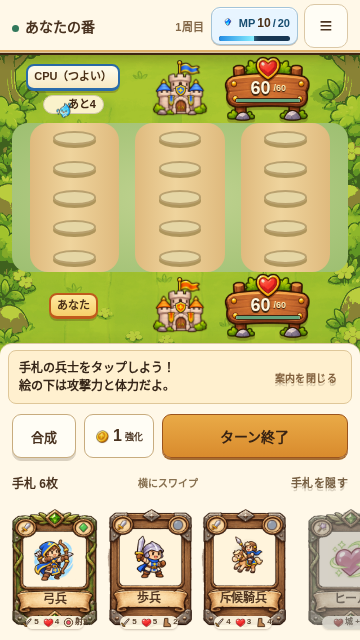 あなたの番
1周目
MP 10 / 20
≡
CPU（つよい）
あと4
60 /60
あなた
60 /60
手札の兵士をタップしよう！
絵の下は攻撃力と体力だよ。
案内を閉じる
合成
1 強化
ターン終了
手札 6枚
横にスワイプ
手札を隠す
弓兵
歩兵
斥候騎兵
ヒー
5 4 射
5 5 2
4 3 4
城 +